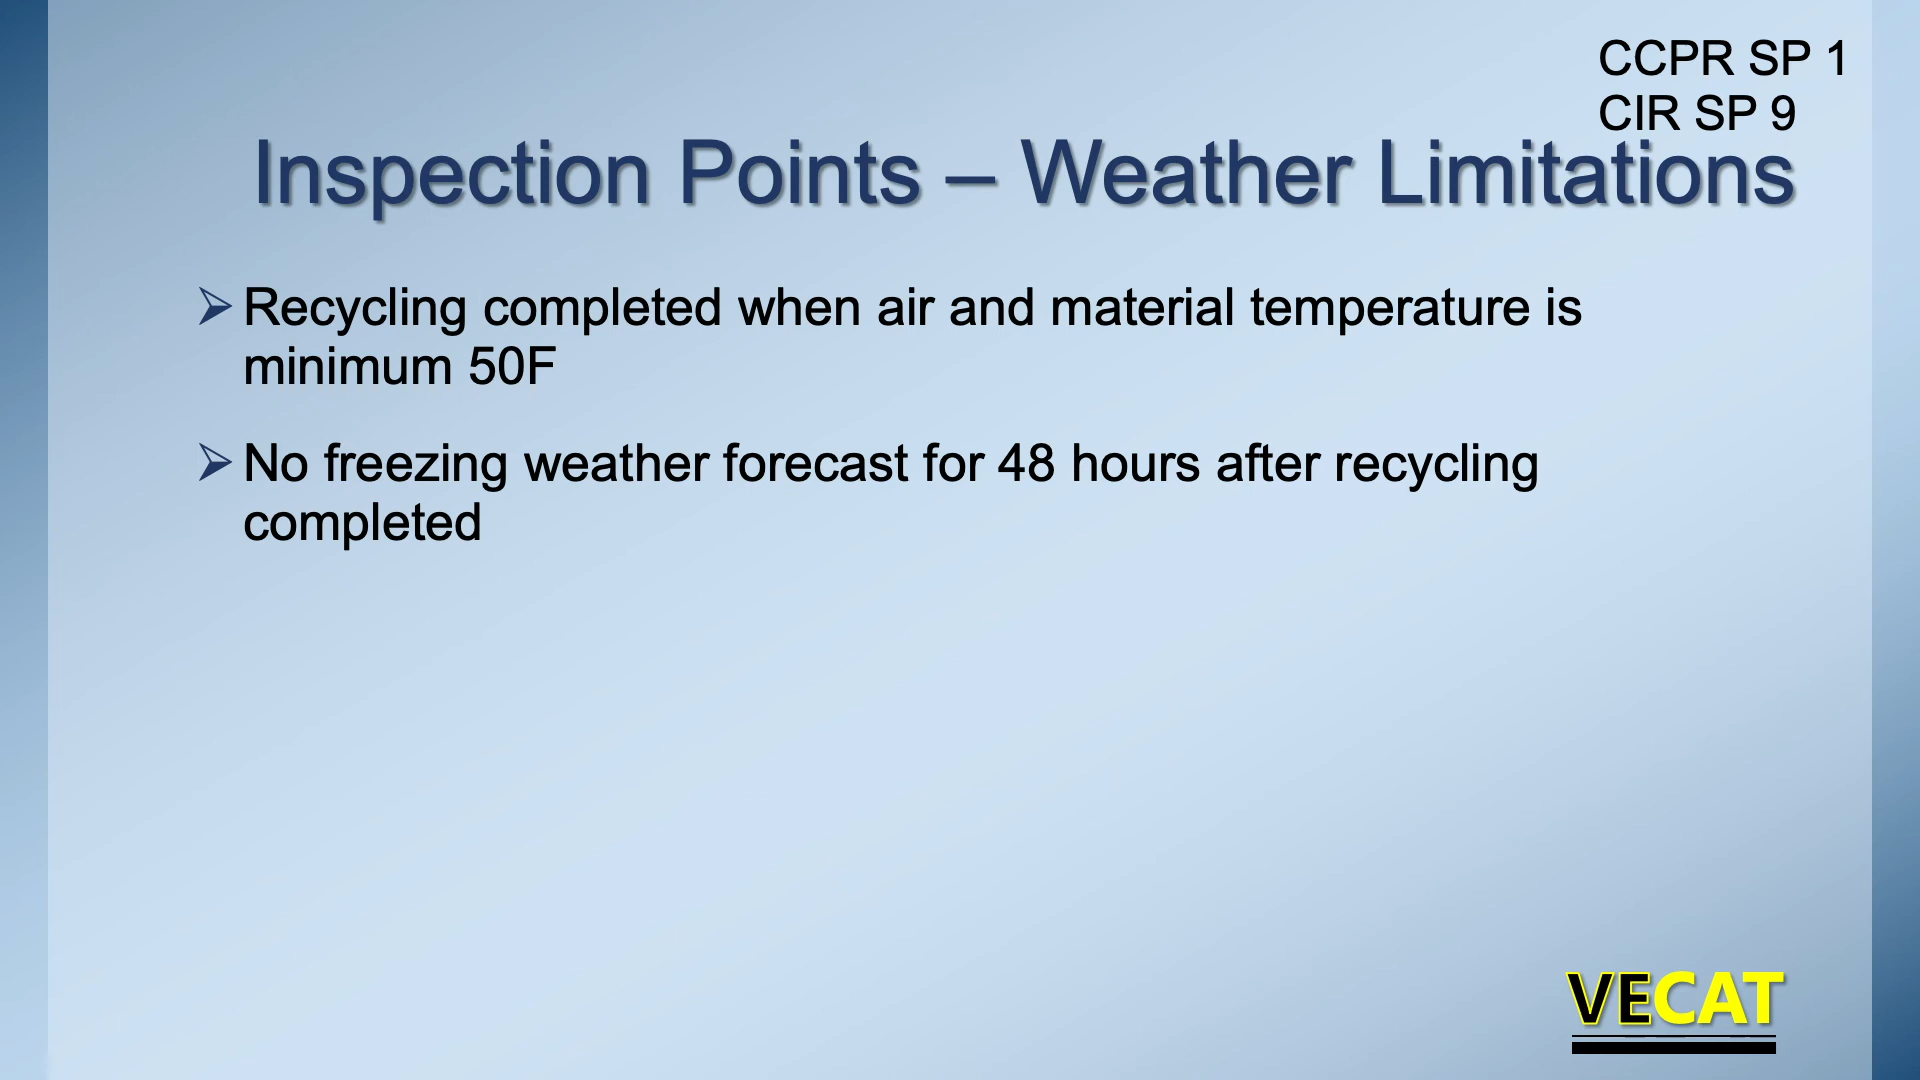 CCPR SP 1
CIR SP 9
Inspection Points – Weather Limitations
➢ Recycling completed when air and material temperature is
minimum 50F
➢ No freezing weather forecast for 48 hours after recycling
completed
VECAT